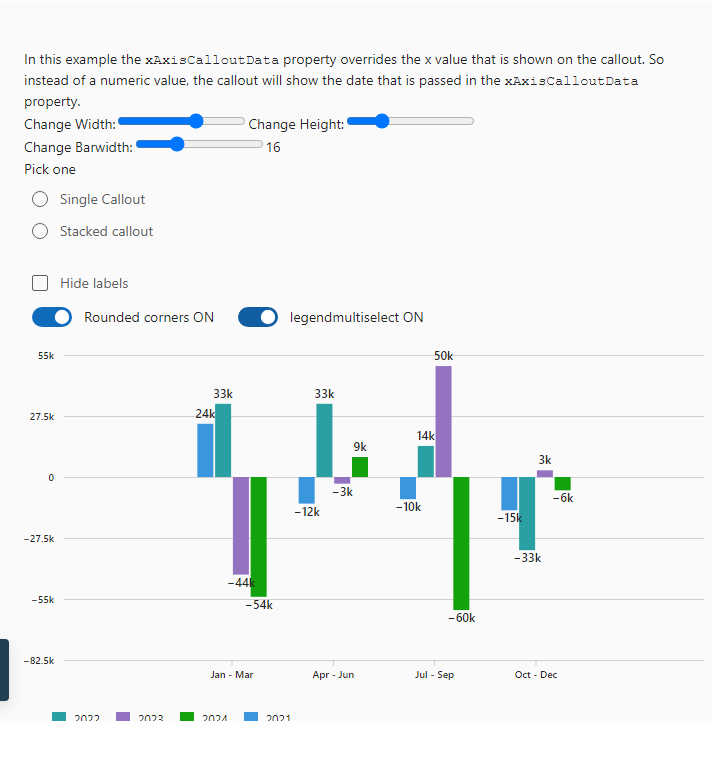 In this example the xAxisCalloutData property overrides the x value that is shown on the callout. So
instead of a numeric value, the callout will show the date that is passed in the xAxisCalloutData
property.
Change Width: Change Height:
Change Barwidth: 16
Pick one
Single Callout
Stacked callout
Hide labels
Rounded corners ON legendmultiselect ON
55k
27.5k
0
−27.5k
−55k
−82.5k
24k
33k
−44k
−54k
−12k
33k
−3k
9k
−10k
14k
50k
−60k
−15k
−33k
3k
−6k
Jan - Mar Apr - Jun Jul - Sep Oct - Dec
2022 2023 2024 2021